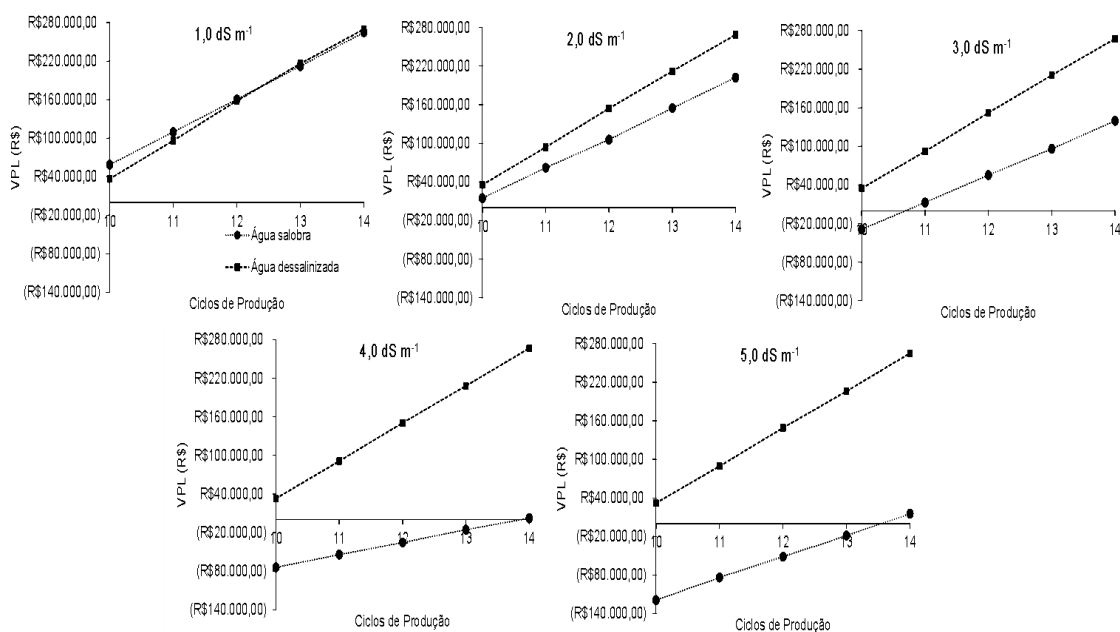 1,0 dS m⁻¹
R$280.000,00
R$220.000,00
R$160.000,00
R$100.000,00
R$40.000,00
(R$20.000,00)
(R$80.000,00)
(R$140.000,00)
VPL (R$)
10 11 12 13 14
Água salobra
Água dessalinizada
Ciclos de Produção
2,0 dS m⁻¹
R$280.000,00
R$220.000,00
R$160.000,00
R$100.000,00
R$40.000,00
(R$20.000,00)
(R$80.000,00)
(R$140.000,00)
VPL (R$)
10 11 12 13 14
Ciclos de Produção
3,0 dS m⁻¹
R$280.000,00
R$220.000,00
R$160.000,00
R$100.000,00
R$40.000,00
(R$20.000,00)
(R$80.000,00)
(R$140.000,00)
VPL (R$)
10 11 12 13 14
Ciclos de Produção
4,0 dS m⁻¹
R$280.000,00
R$220.000,00
R$160.000,00
R$100.000,00
R$40.000,00
(R$20.000,00)
(R$80.000,00)
(R$140.000,00)
VPL (R$)
10 11 12 13 14
Ciclos de Produção
5,0 dS m⁻¹
R$280.000,00
R$220.000,00
R$160.000,00
R$100.000,00
R$40.000,00
(R$20.000,00)
(R$80.000,00)
(R$140.000,00)
VPL (R$)
10 11 12 13 14
Ciclos de Produção